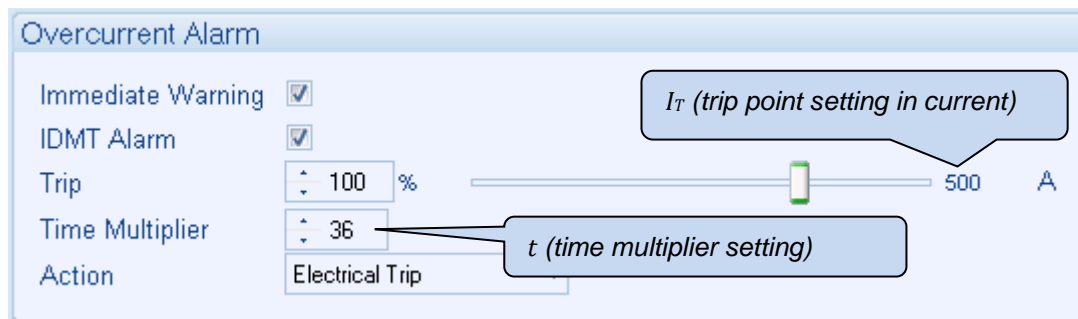 Overcurrent Alarm
Immediate Warning
IT (trip point setting in current)
IDMT Alarm
Trip 100 % 500 A
Time Multiplier 36
t (time multiplier setting)
Action Electrical Trip